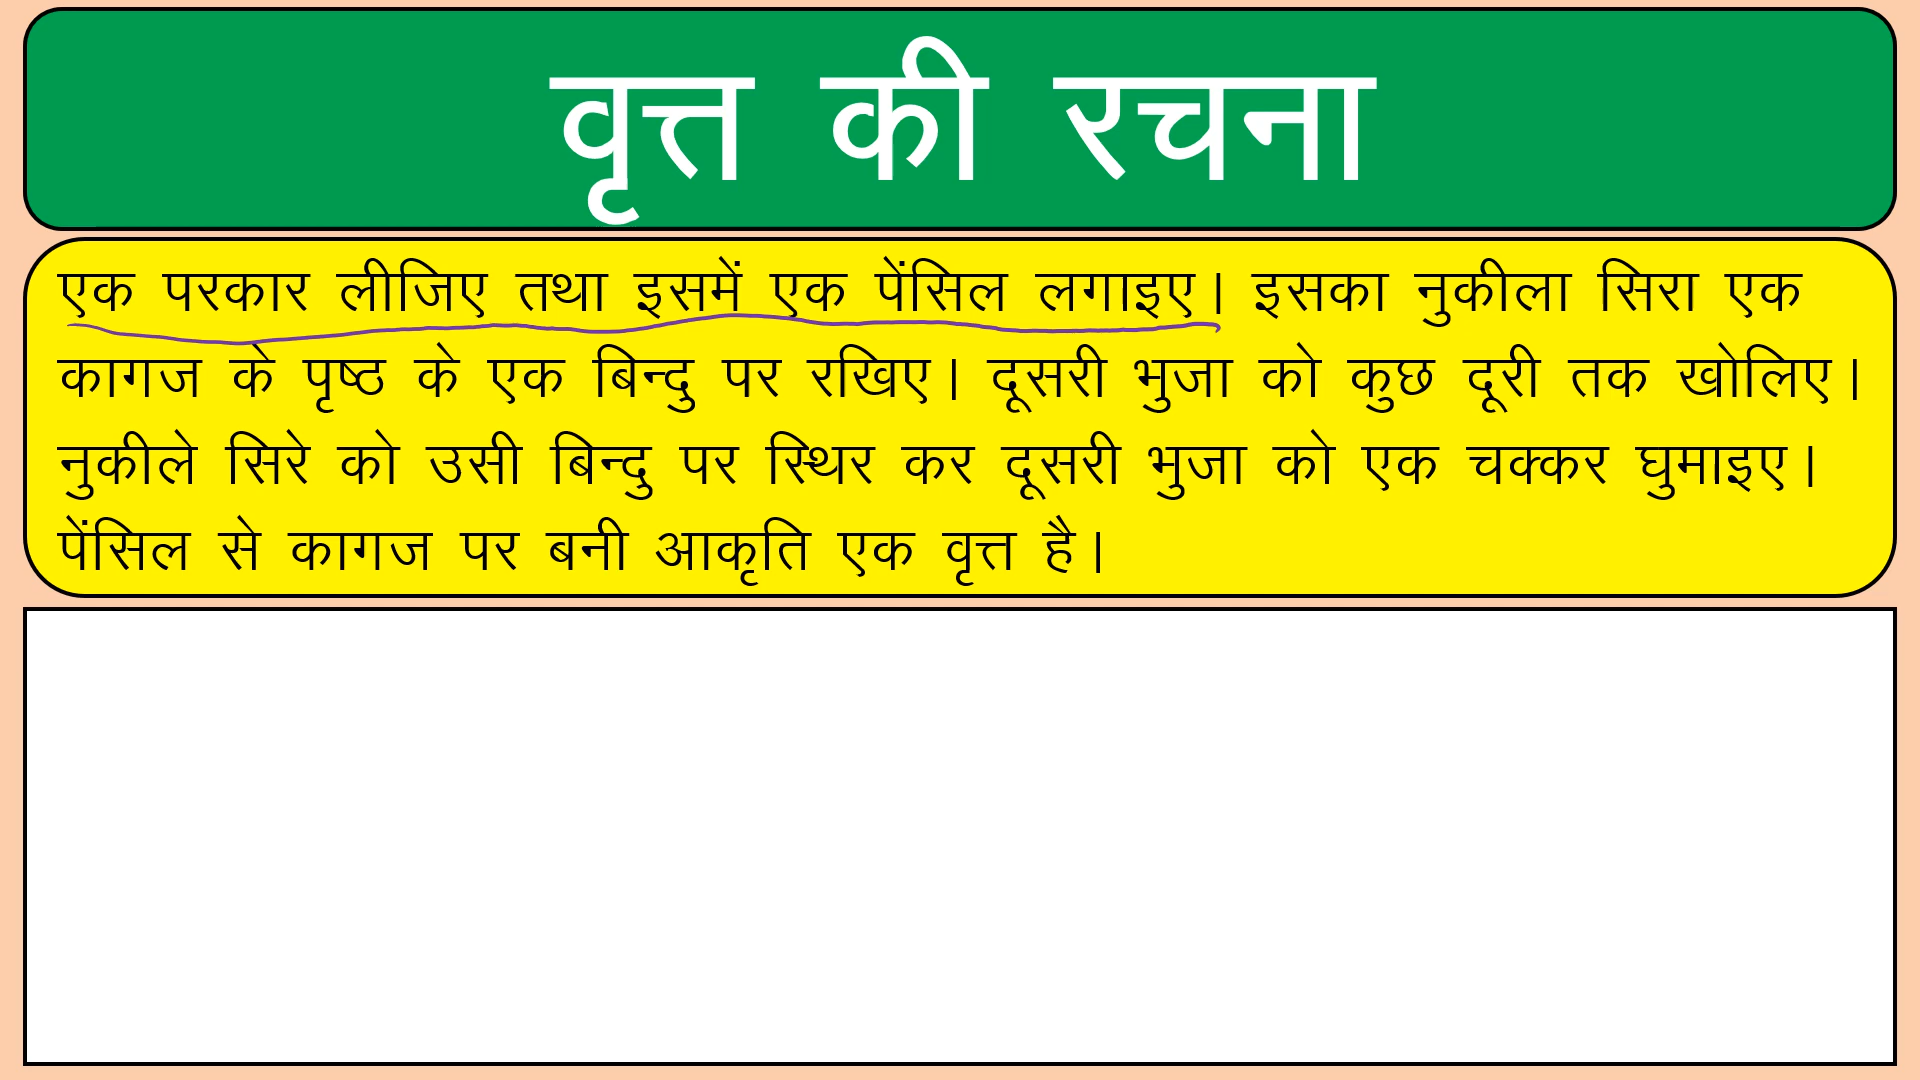 वृत्त की रचना
एक परकार लीजिए तथा इसमें एक पेंसिल लगाइए। इसका नुकीला सिरा एक
कागज के पृष्ठ के एक बिन्दु पर रखिए। दूसरी भुजा को कुछ दूरी तक खोलिए।
नुकीले सिरे को उसी बिन्दु पर स्थिर कर दूसरी भुजा को एक चक्कर घुमाइए।
पेंसिल से कागज पर बनी आकृति एक वृत्त है।